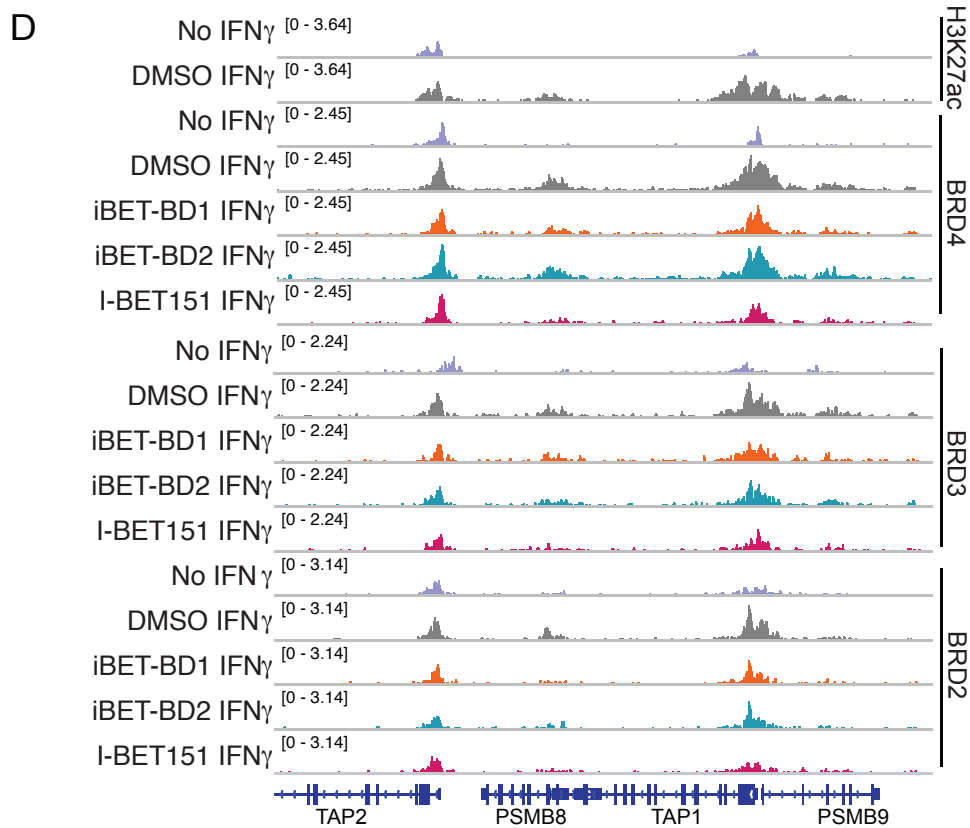 D
No IFNγ [0 - 3.64]
DMSO IFNγ [0 - 3.64]
H3K27ac
No IFNγ [0 - 2.45]
DMSO IFNγ [0 - 2.45]
iBET-BD1 IFNγ [0 - 2.45]
iBET-BD2 IFNγ [0 - 2.45]
I-BET151 IFNγ [0 - 2.45]
BRD4
No IFNγ [0 - 2.24]
DMSO IFNγ [0 - 2.24]
iBET-BD1 IFNγ [0 - 2.24]
iBET-BD2 IFNγ [0 - 2.24]
I-BET151 IFNγ [0 - 2.24]
BRD3
No IFN γ [0 - 3.14]
DMSO IFNγ [0 - 3.14]
iBET-BD1 IFNγ [0 - 3.14]
iBET-BD2 IFNγ [0 - 3.14]
I-BET151 IFNγ [0 - 3.14]
BRD2
TAP2 PSMB8 TAP1 PSMB9